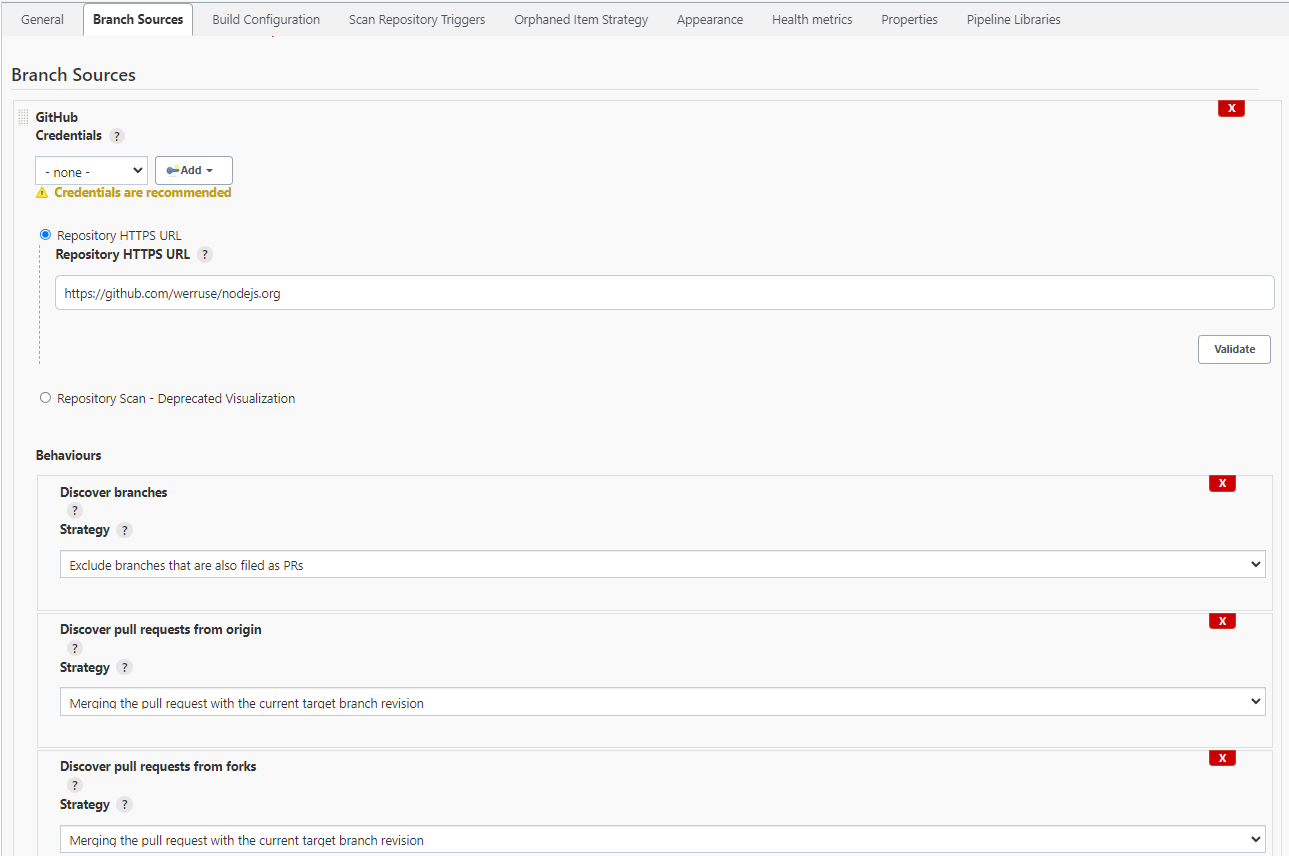 General Branch Sources Build Configuration Scan Repository Triggers Orphaned Item Strategy Appearance Health metrics Properties Pipeline Libraries
Branch Sources
X
GitHub
Credentials ?
- none - Add
Credentials are recommended
Repository HTTPS URL
Repository HTTPS URL ?
https://github.com/werruse/nodejs.org
Validate
Repository Scan - Deprecated Visualization
Behaviours
X
Discover branches
?
Strategy ?
Exclude branches that are also filed as PRs
X
Discover pull requests from origin
?
Strategy ?
Merging the pull request with the current target branch revision
X
Discover pull requests from forks
?
Strategy ?
Merging the pull request with the current target branch revision